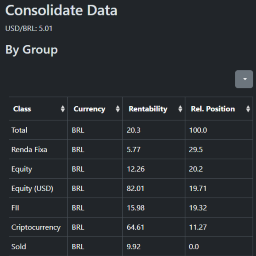 Consolidate Data
USD/BRL: 5.01
By Group
Class Currency Rentability Rel. Position
Total BRL 20.3 100.0
Renda Fixa BRL 5.77 29.5
Equity BRL 12.26 20.2
Equity (USD) BRL 82.01 19.71
FII BRL 15.98 19.32
Criptocurrency BRL 64.61 11.27
Sold BRL 9.92 0.0